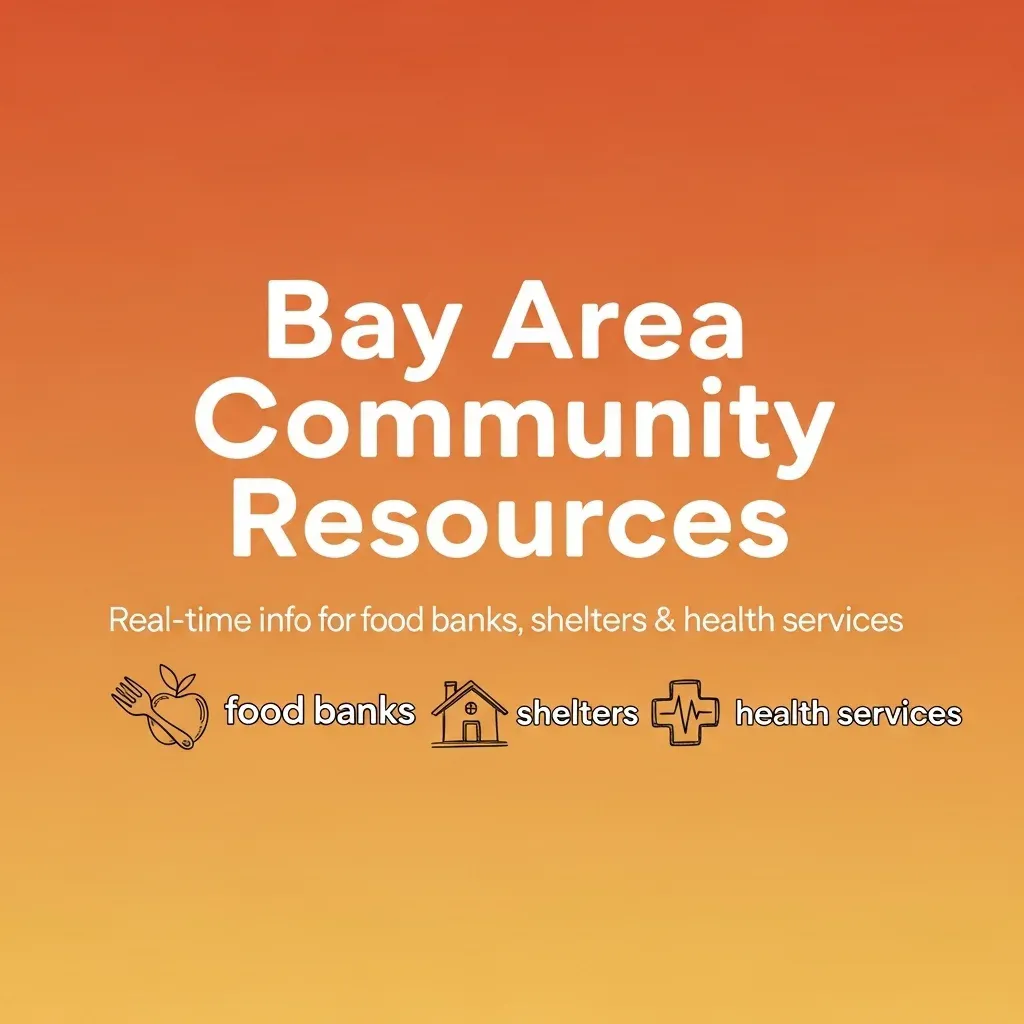 Bay Area
Community
Resources
Real-time info for food banks, shelters & health services
food banks shelters health services